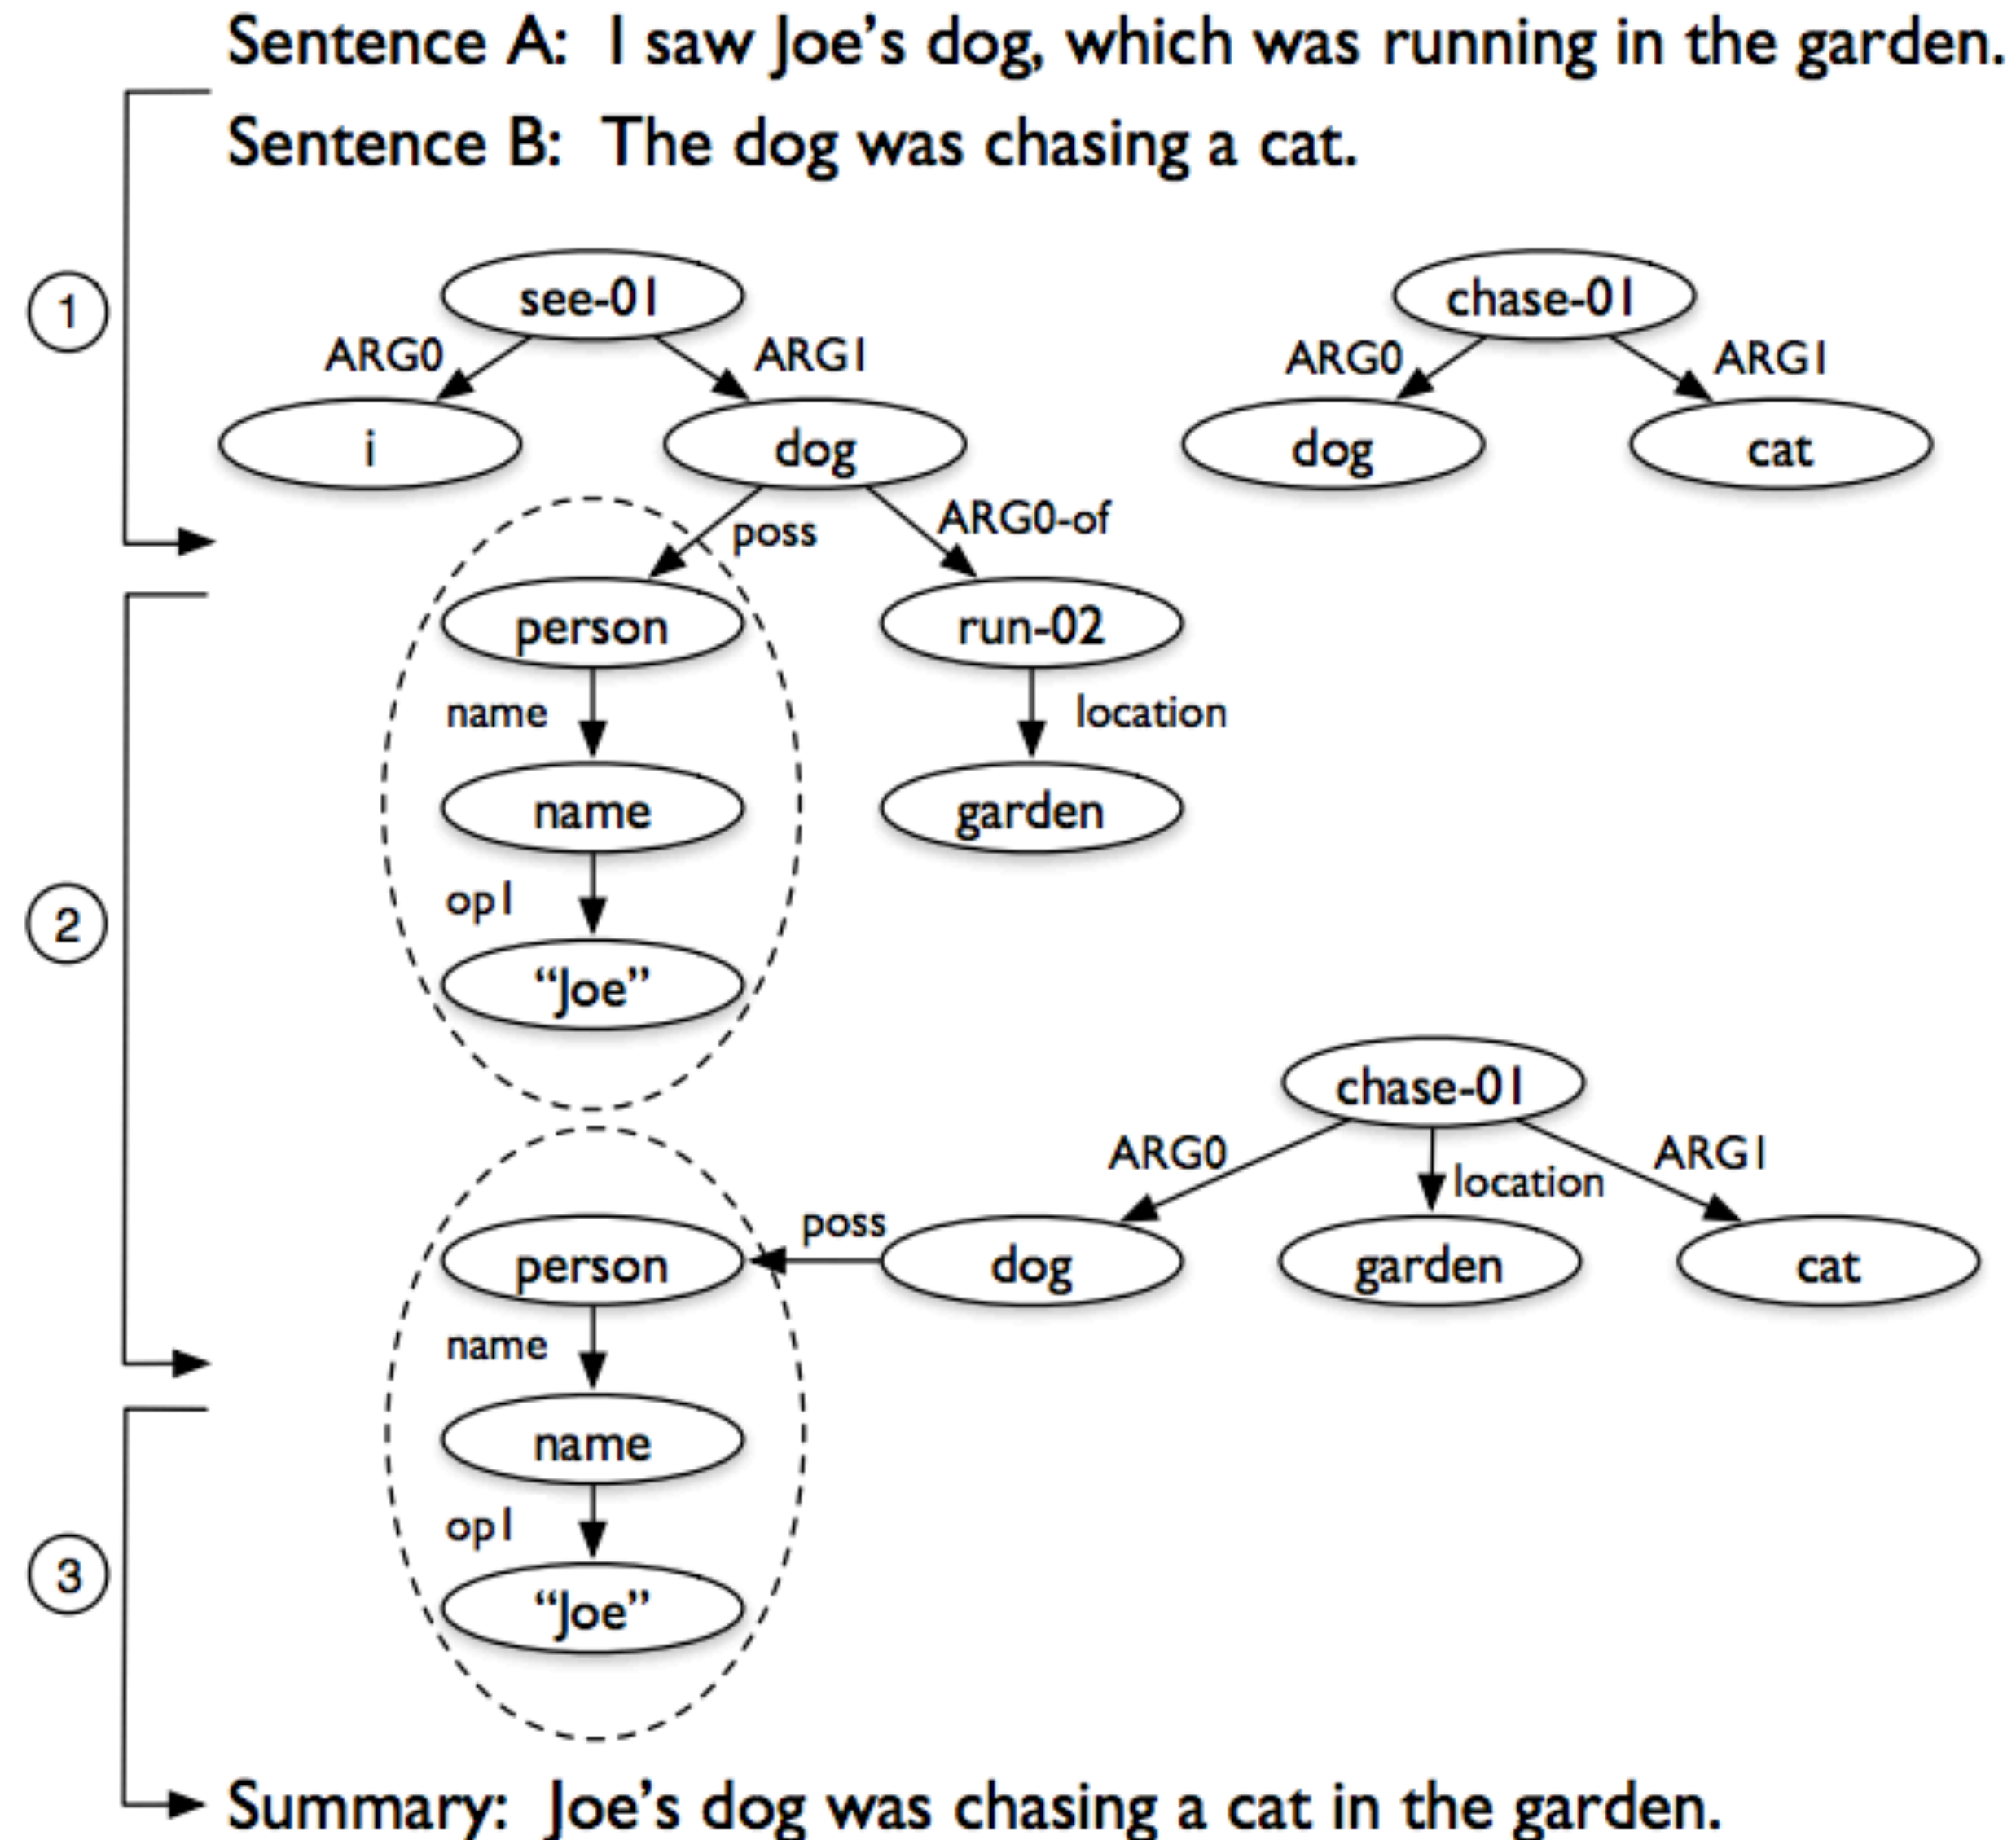 Sentence A: I saw Joe’s dog, which was running in the garden.
Sentence B: The dog was chasing a cat.
1
see-01
chase-01
ARG0
ARG1
ARG0
ARG1
i
dog
dog
cat
poss
ARG0-of
person
run-02
name
location
name
garden
2
op1
“Joe”
chase-01
ARG0
location
ARG1
poss
person
dog
garden
cat
name
name
op1
3
“Joe”
Summary: Joe’s dog was chasing a cat in the garden.